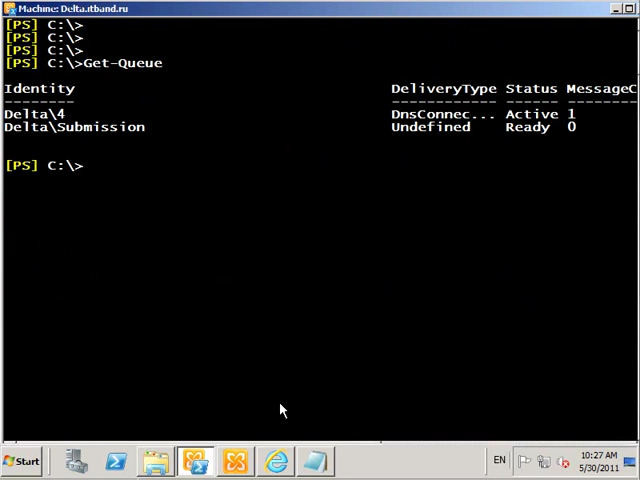 Machine: Delta.itband.ru
[PS] C:\>
[PS] C:\>
[PS] C:\>
[PS] C:\>Get-Queue
Identity DeliveryType Status MessageC
-------- ------------ ------ --------
Delta\4 DnsConnec... Active 1
Delta\Submission Undefined Ready 0
[PS] C:\>
Start EN 10:27 AM
5/30/2011